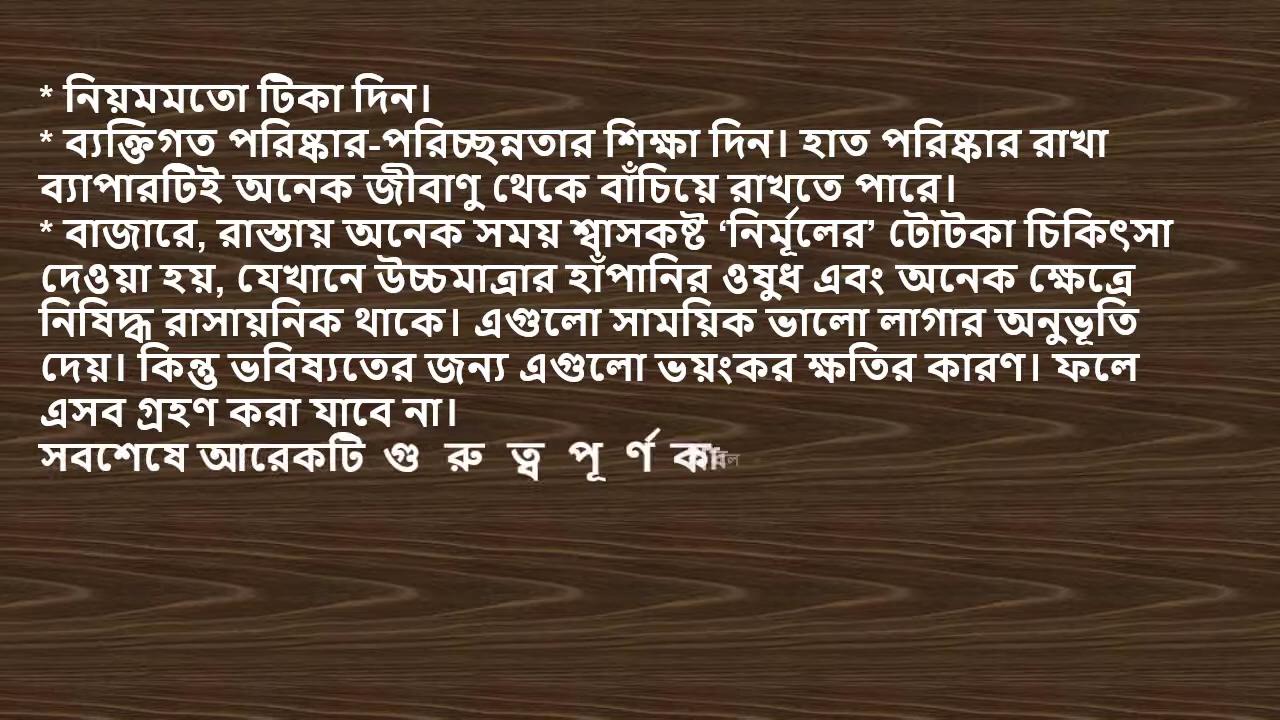 * নিয়মমতো টিকা দিন।
* ব্যক্তিগত পরিষ্কার-পরিচ্ছন্নতার শিক্ষা দিন। হাত পরিষ্কার রাখা
ব্যাপারটিই অনেক জীবাণু থেকে বাঁচিয়ে রাখতে পারে।
* বাজারে, রাস্তায় অনেক সময় শ্বাসকষ্ট ‘নির্মূলের’ টোটকা চিকিৎসা
দেওয়া হয়, যেখানে উচ্চমাত্রার হাঁপানির ওষুধ এবং অনেক ক্ষেত্রে
নিষিদ্ধ রাসায়নিক থাকে। এগুলো সাময়িক ভালো লাগার অনুভূতি
দেয়। কিন্তু ভবিষ্যতের জন্য এগুলো ভয়ংকর ক্ষতির কারণ। ফলে
এসব গ্রহণ করা যাবে না।
সবশেষে আরেকটি গু রু ত্ব পূ র্ণ